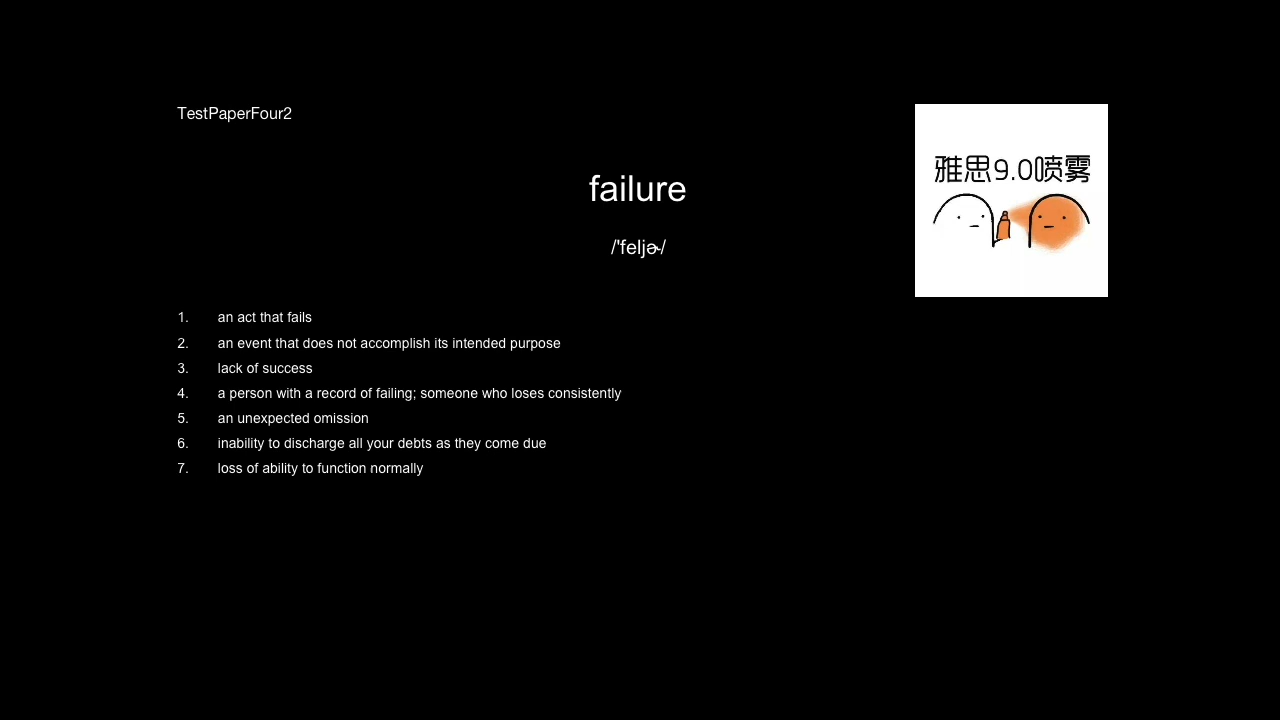 TestPaperFour2
雅思9.0喷雾
failure
/'feljɚ/
1. an act that fails
2. an event that does not accomplish its intended purpose
3. lack of success
4. a person with a record of failing; someone who loses consistently
5. an unexpected omission
6. inability to discharge all your debts as they come due
7. loss of ability to function normally